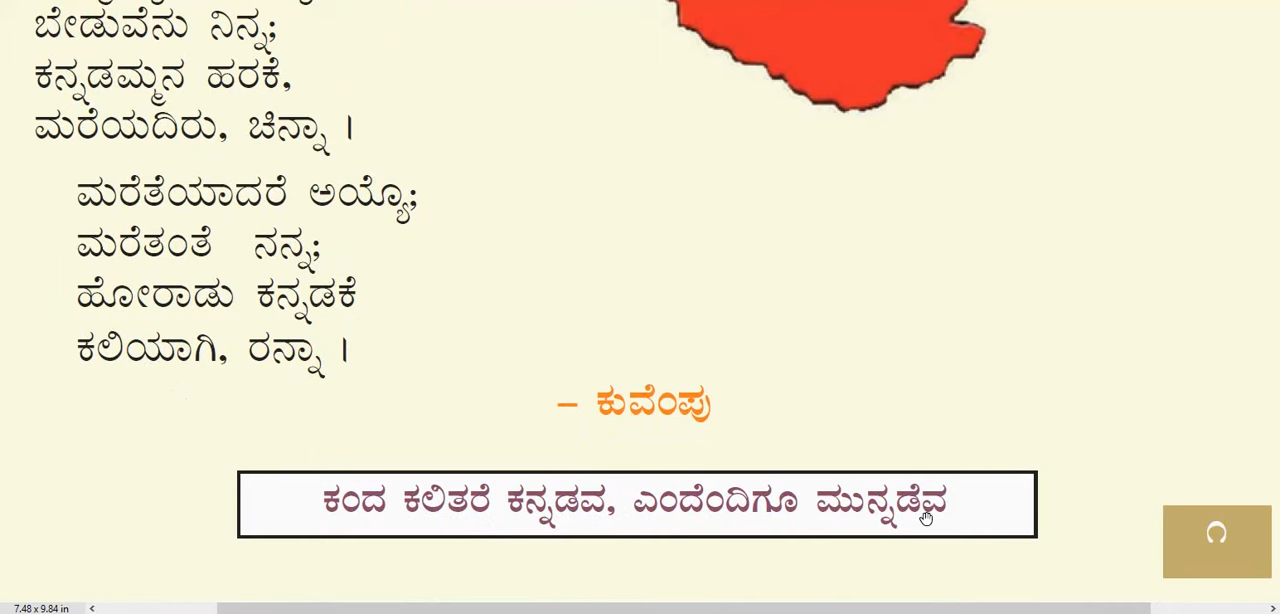 ಬೇಡುವೆನು ನಿನ್ನ;
ಕನ್ನಡಮ್ಮನ ಹರಕೆ,
ಮರೆಯದಿರು, ಚಿನ್ನಾ ।
ಮರೆತೆಯಾದರೆ ಅಯ್ಯೊ;
ಮರೆತಂತೆ ನನ್ನ;
ಹೋರಾಡು ಕನ್ನಡಕೆ
ಕಲಿಯಾಗಿ, ರನ್ನಾ ।
– ಕುವೆಂಪು
ಕಂದ ಕಲಿತರೆ ಕನ್ನಡವ, ಎಂದೆಂದಿಗೂ ಮುನ್ನಡೆವ
೧
7.48 x 9.84 in